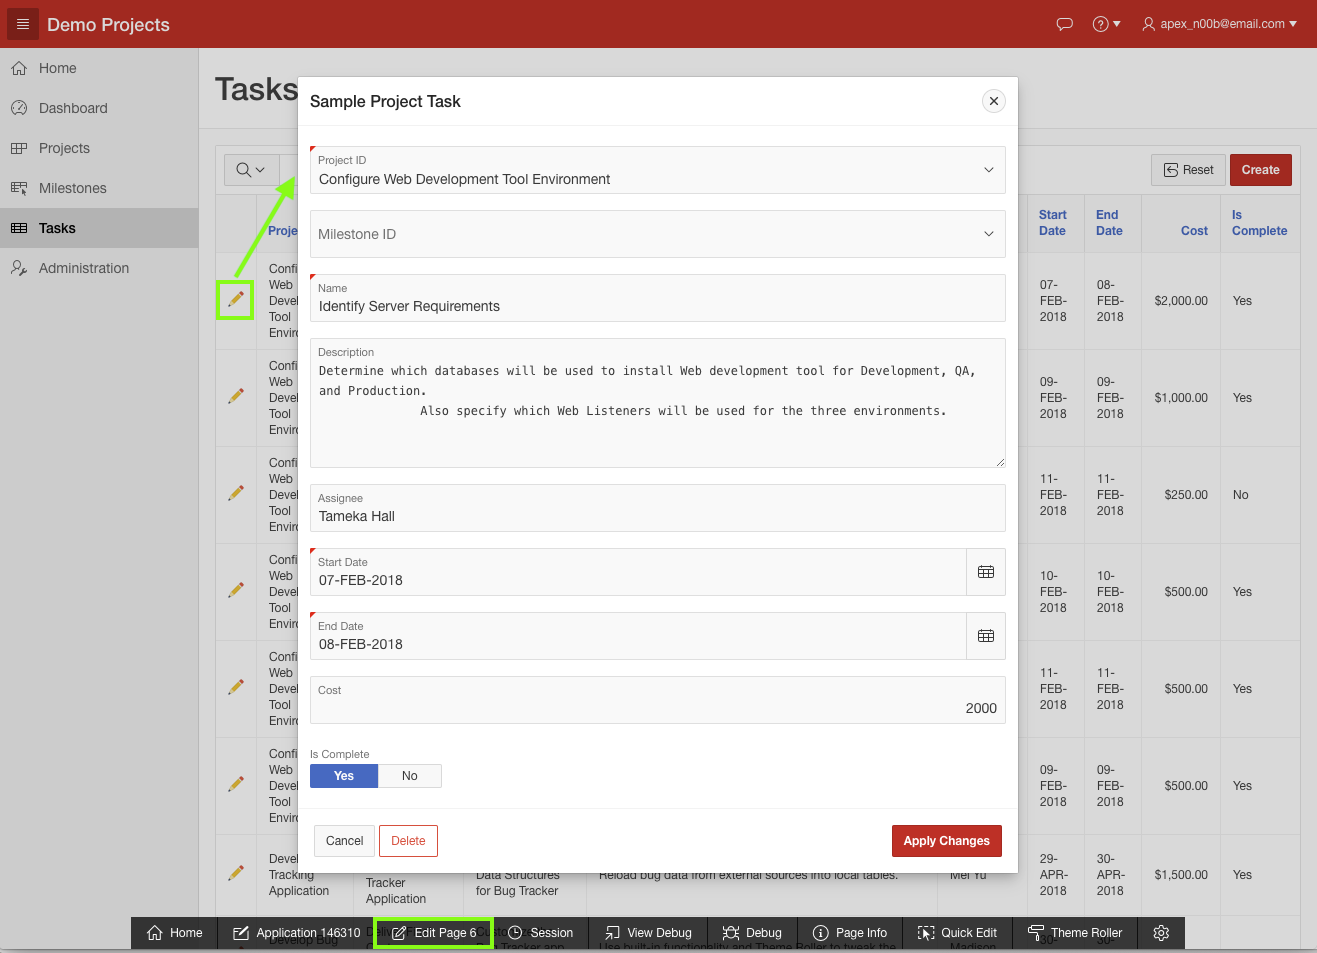 Demo Projects
apex_n00b@email.com
Home
Dashboard
Projects
Milestones
Tasks
Administration
Tasks
Reset
Create
Start Date
End Date
Cost
Is Complete
Sample Project Task
Project ID
Configure Web Development Tool Environment
Milestone ID
Name
Identify Server Requirements
Description
Determine which databases will be used to install Web development tool for Development, QA,
and Production.
Also specify which Web Listeners will be used for the three environments.
Assignee
Tameka Hall
Start Date
07-FEB-2018
End Date
08-FEB-2018
Cost
2000
Is Complete
Yes No
Cancel Delete Apply Changes
07-FEB-2018 08-FEB-2018 $2,000.00 Yes
09-FEB-2018 09-FEB-2018 $1,000.00 Yes
11-FEB-2018 11-FEB-2018 $250.00 No
10-FEB-2018 10-FEB-2018 $500.00 Yes
11-FEB-2018 11-FEB-2018 $500.00 Yes
09-FEB-2018 09-FEB-2018 $500.00 Yes
Tracking
Application
Tracker
Application
Data Structures
for Bug Tracker
Reload bug data from external sources into local tables.
Mei Yu
29-APR-2018 30-APR-2018 $1,500.00 Yes
Home Application 146310 Edit Page 6 Session View Debug Debug Page Info Quick Edit Theme Roller